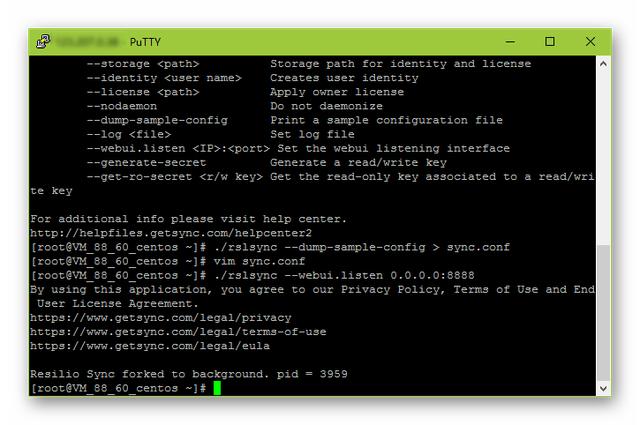 PuTTY
--storage <path> Storage path for identity and license
--identity <user name> Creates user identity
--license <path> Apply owner license
--nodaemon Do not daemonize
--dump-sample-config Print a sample configuration file
--log <file> Set log file
--webui.listen <IP>:<port> Set the webui listening interface
--generate-secret Generate a read/write key
--get-ro-secret <r/w key> Get the read-only key associated to a read/wri
te key
For additional info please visit help center.
http://helpfiles.getsync.com/helpcenter2
[root@VM_88_60_centos ~]# ./rslsync --dump-sample-config > sync.conf
[root@VM_88_60_centos ~]# vim sync.conf
[root@VM_88_60_centos ~]# ./rslsync --webui.listen 0.0.0.0:8888
By using this application, you agree to our Privacy Policy, Terms of Use and End
User License Agreement.
https://www.getsync.com/legal/privacy
https://www.getsync.com/legal/terms-of-use
https://www.getsync.com/legal/eula
Resilio Sync forked to background. pid = 3959
[root@VM_88_60_centos ~]#